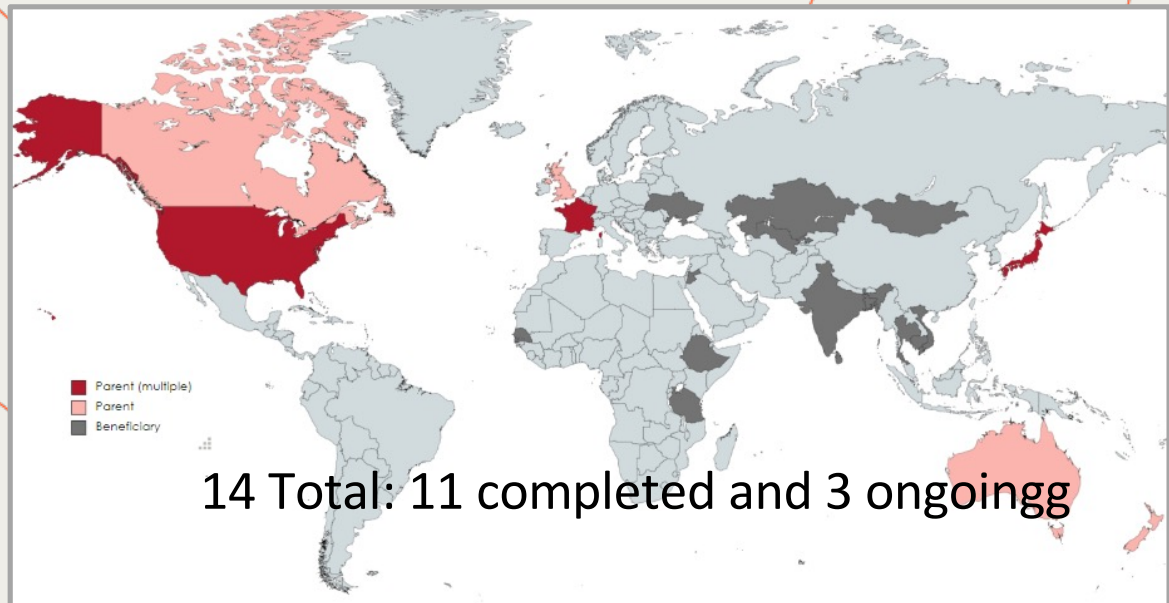 Parent (multiple)
Parent
Beneficiary
14 Total: 11 completed and 3 ongoingg